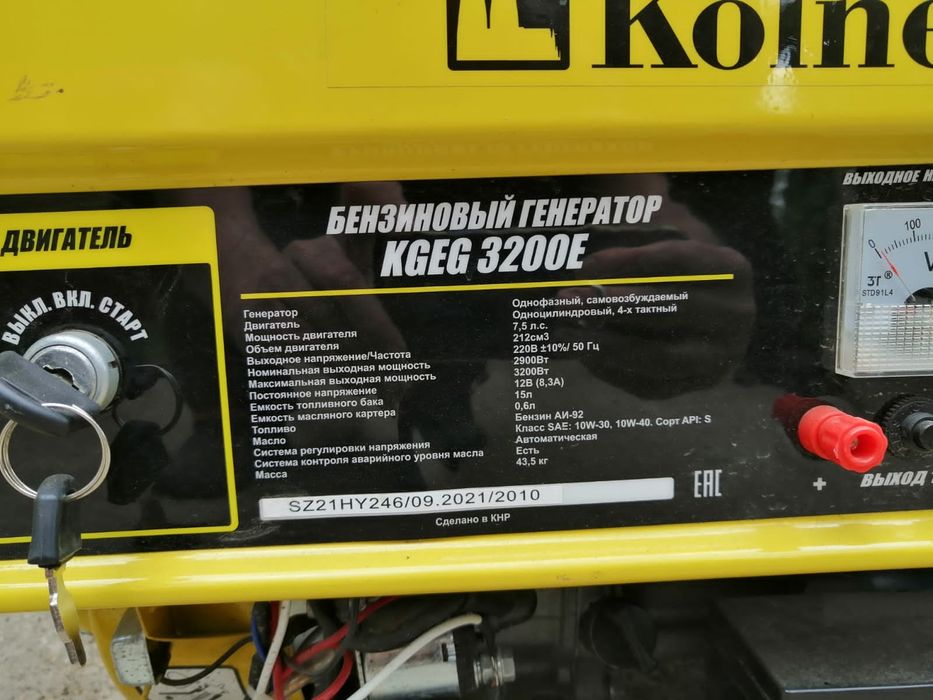 Kolne
ВЫХОДНОЕ Н
БЕНЗИНОВЫЙ ГЕНЕРАТОР
KGEG 3200E
ДВИГАТЕЛЬ
ВЫКЛ. ВКЛ. СТАРТ
0 100
V
ЗТ®
STD91L4
Генератор Однофазный, самовозбуждаемый
Двигатель Одноцилиндровый, 4-х тактный
Мощность двигателя 7,5 л.с.
Объем двигателя 212см3
Выходное напряжение/Частота 220В ±10%/ 50 Гц
Номинальная выходная мощность 2900Вт
Максимальная выходная мощность 3200Вт
Постоянное напряжение 12В (8,3А)
Емкость топливного бака 15л
Емкость масляного картера 0,6л
Топливо Бензин АИ-92
Масло Класс SAE: 10W-30, 10W-40. Сорт API: S
Система регулировки напряжения Автоматическая
Система контроля аварийного уровня масла Есть
Масса 43,5 кг
SZ21HY246/09.2021/2010
EAC
Сделано в КНР
+
ВЫХОД